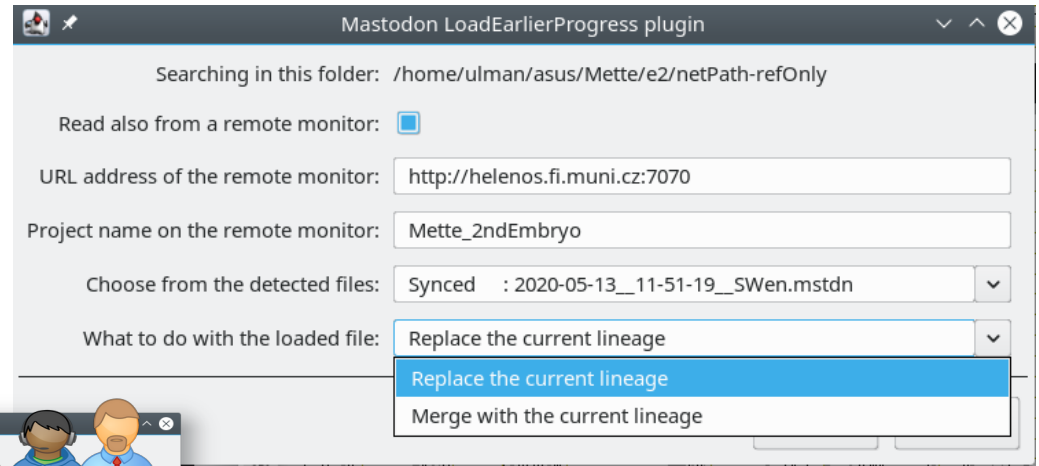 Mastodon LoadEarlierProgress plugin
Searching in this folder: /home/ulman/asus/Mette/e2/netPath-refOnly
Read also from a remote monitor:
URL address of the remote monitor: http://helenos.fi.muni.cz:7070
Project name on the remote monitor: Mette_2ndEmbryo
Choose from the detected files: Synced : 2020-05-13__11-51-19__SWen.mstdn
What to do with the loaded file: Replace the current lineage
Replace the current lineage
Merge with the current lineage